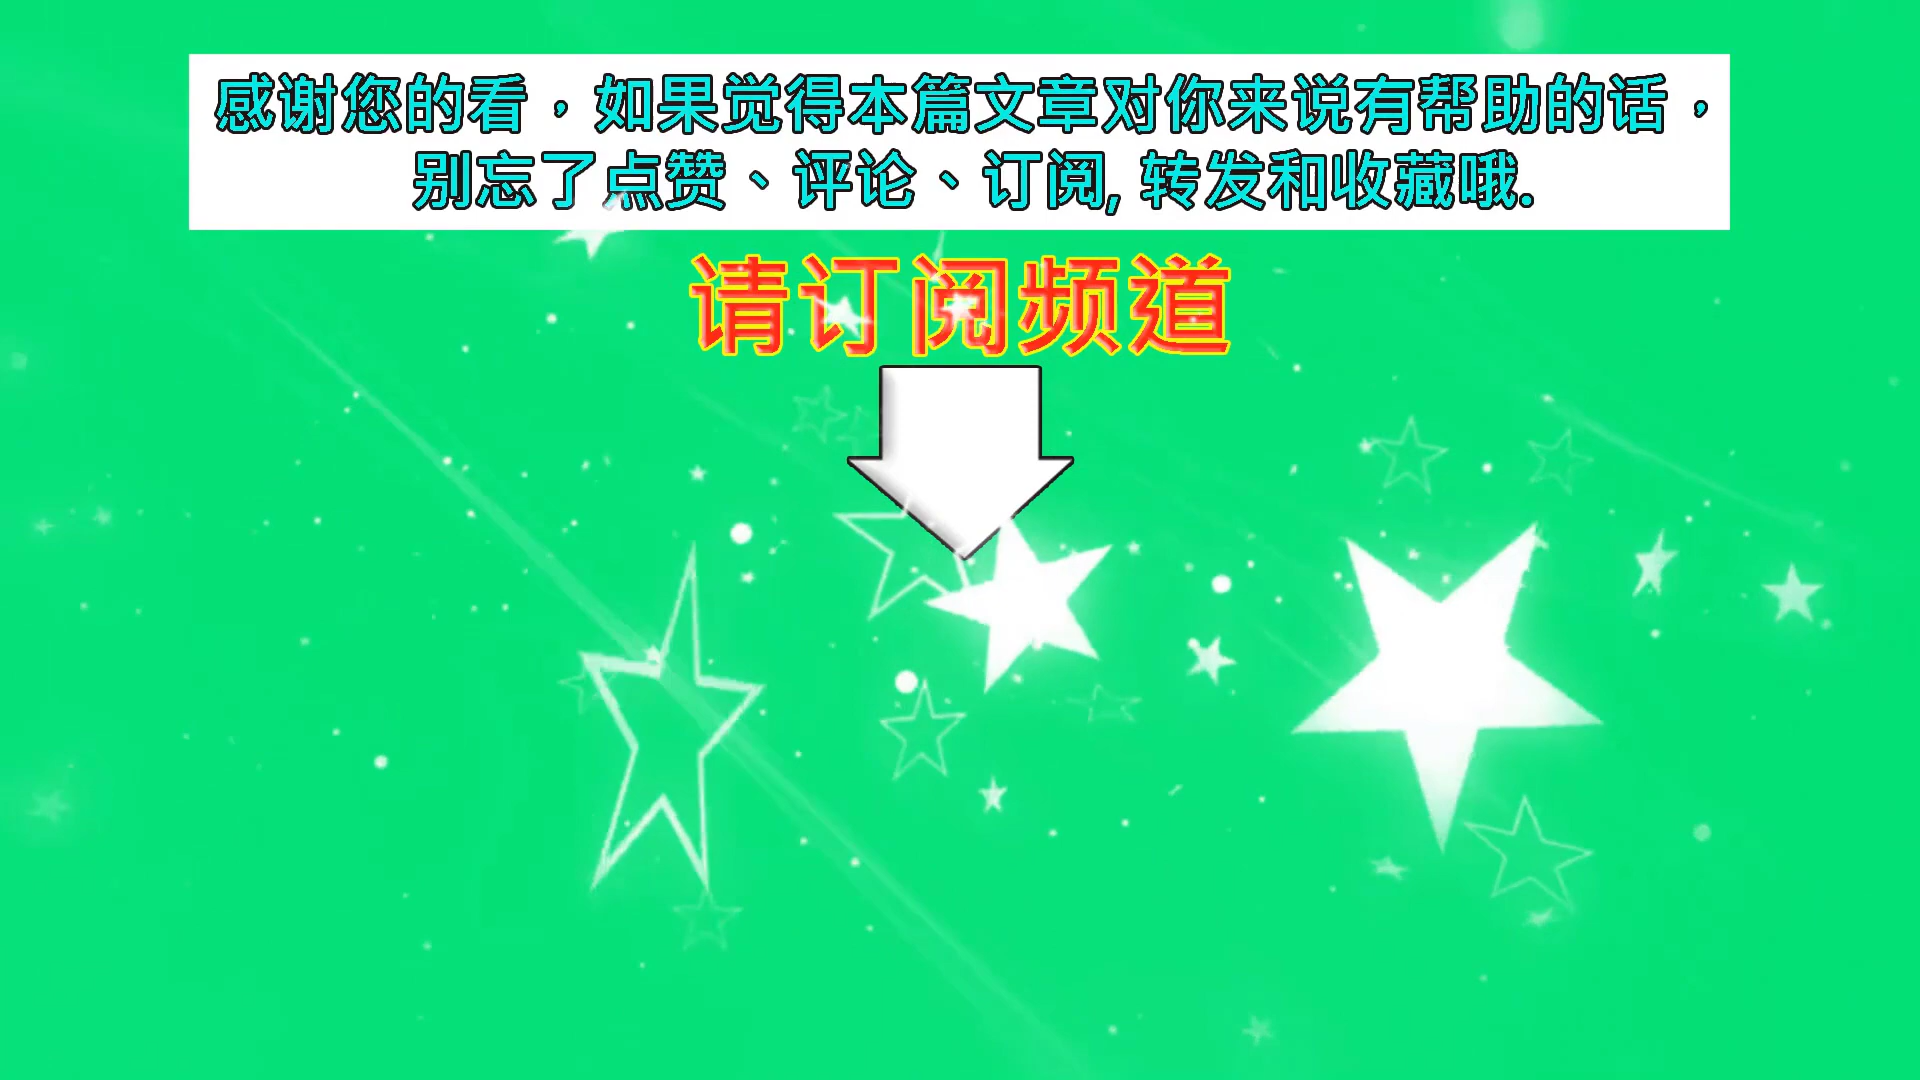 感谢您的看，如果觉得本篇文章对你来说有帮助的话，
别忘了点赞、评论、订阅, 转发和收藏哦.
请订阅频道